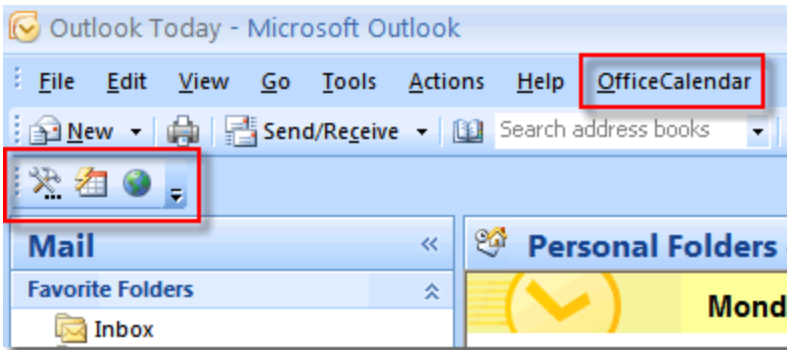 Outlook Today - Microsoft Outlook
File Edit View Go Tools Actions Help OfficeCalendar
New Send/Receive Search address books
Mail
Personal Folders
Favorite Folders
Mond
Inbox